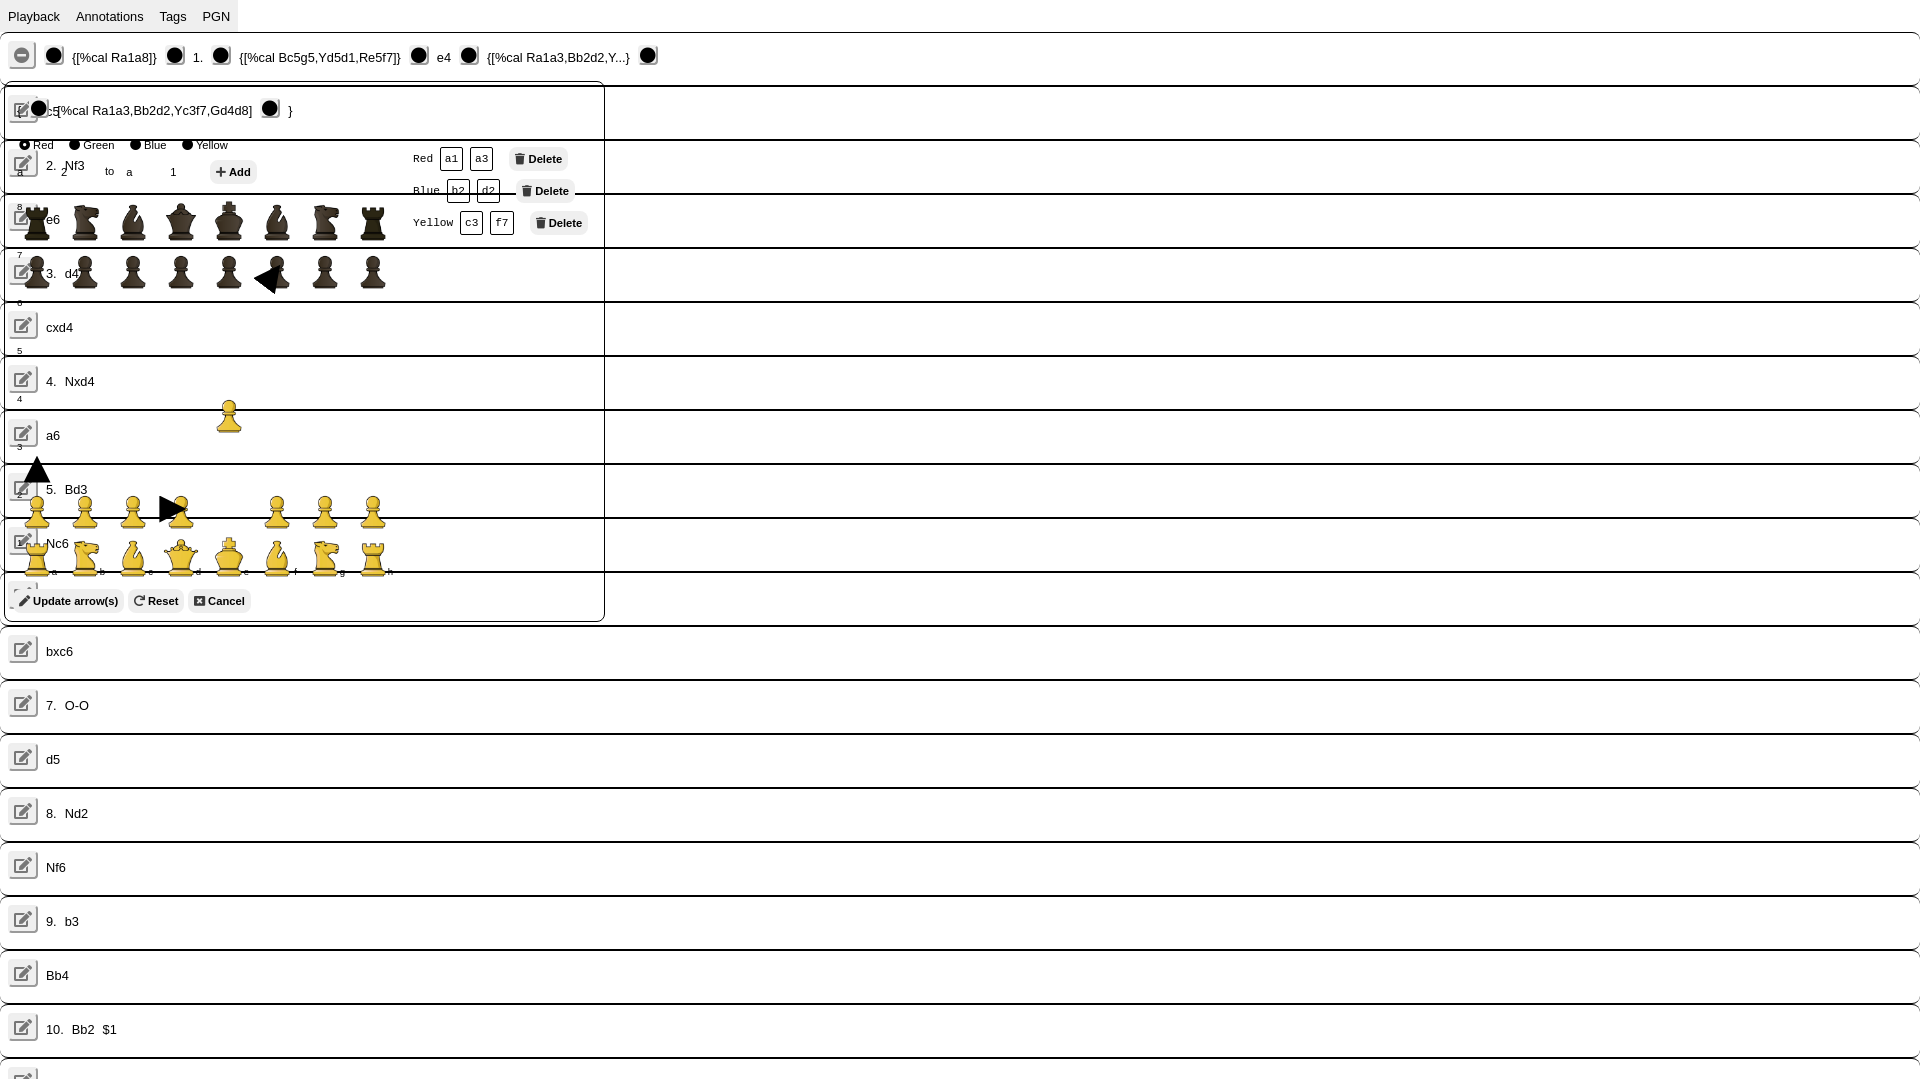 Playback Annotations Tags PGN
{[%cal Ra1a8]} 1. {[%cal Bc5g5,Yd5d1,Re5f7]} e4 {[%cal Ra1a3,Bb2d2,Y...}
c5
{ [%cal Ra1a3,Bb2d2,Yc3f7,Gd4d8] }
Red Green Blue Yellow
2. Nf3
a 2 to a 1 Add
Red a1 a3 Delete
Blue b2 d2 Delete
Yellow c3 f7 Delete
8
e6
7
3. d4
6
cxd4
5
4. Nxd4
4
a6
3
5. Bd3
2
Nc6
1
a b c d e f g h
Update arrow(s) Reset Cancel
bxc6
7. O-O
d5
8. Nd2
Nf6
9. b3
Bb4
10. Bb2 $1